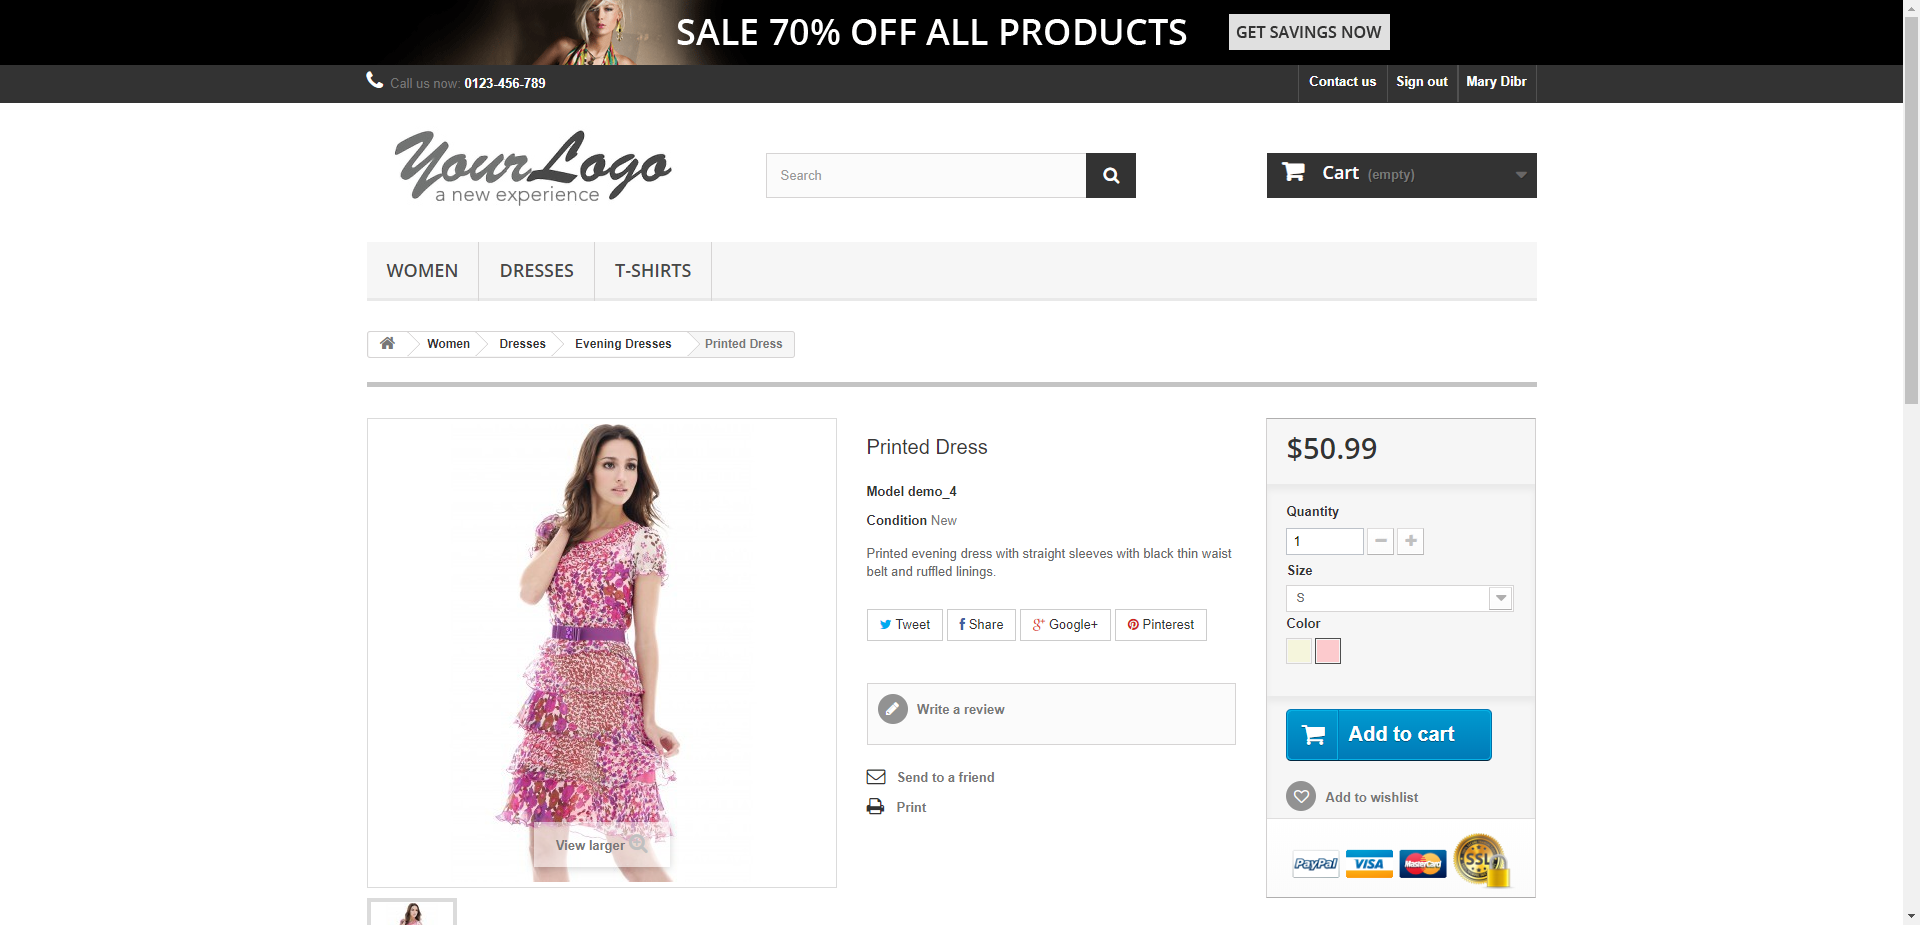 SALE 70% OFF ALL PRODUCTS GET SAVINGS NOW
Call us now: 0123-456-789 Contact us Sign out Mary Dibr
YourLogo
a new experience
Search
Cart (empty)
WOMEN DRESSES T-SHIRTS
Women Dresses Evening Dresses Printed Dress
View larger
Printed Dress
Model demo_4
Condition New
Printed evening dress with straight sleeves with black thin waist
belt and ruffled linings.
Tweet Share Google+ Pinterest
Write a review
Send to a friend
Print
$50.99
Quantity
1
Size
S
Color
Add to cart
Add to wishlist
PayPal VISA MasterCard SSL